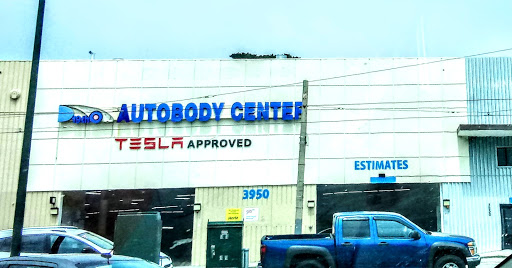 AUTOBODY CENTER
TESLA APPROVED
ESTIMATES
3950